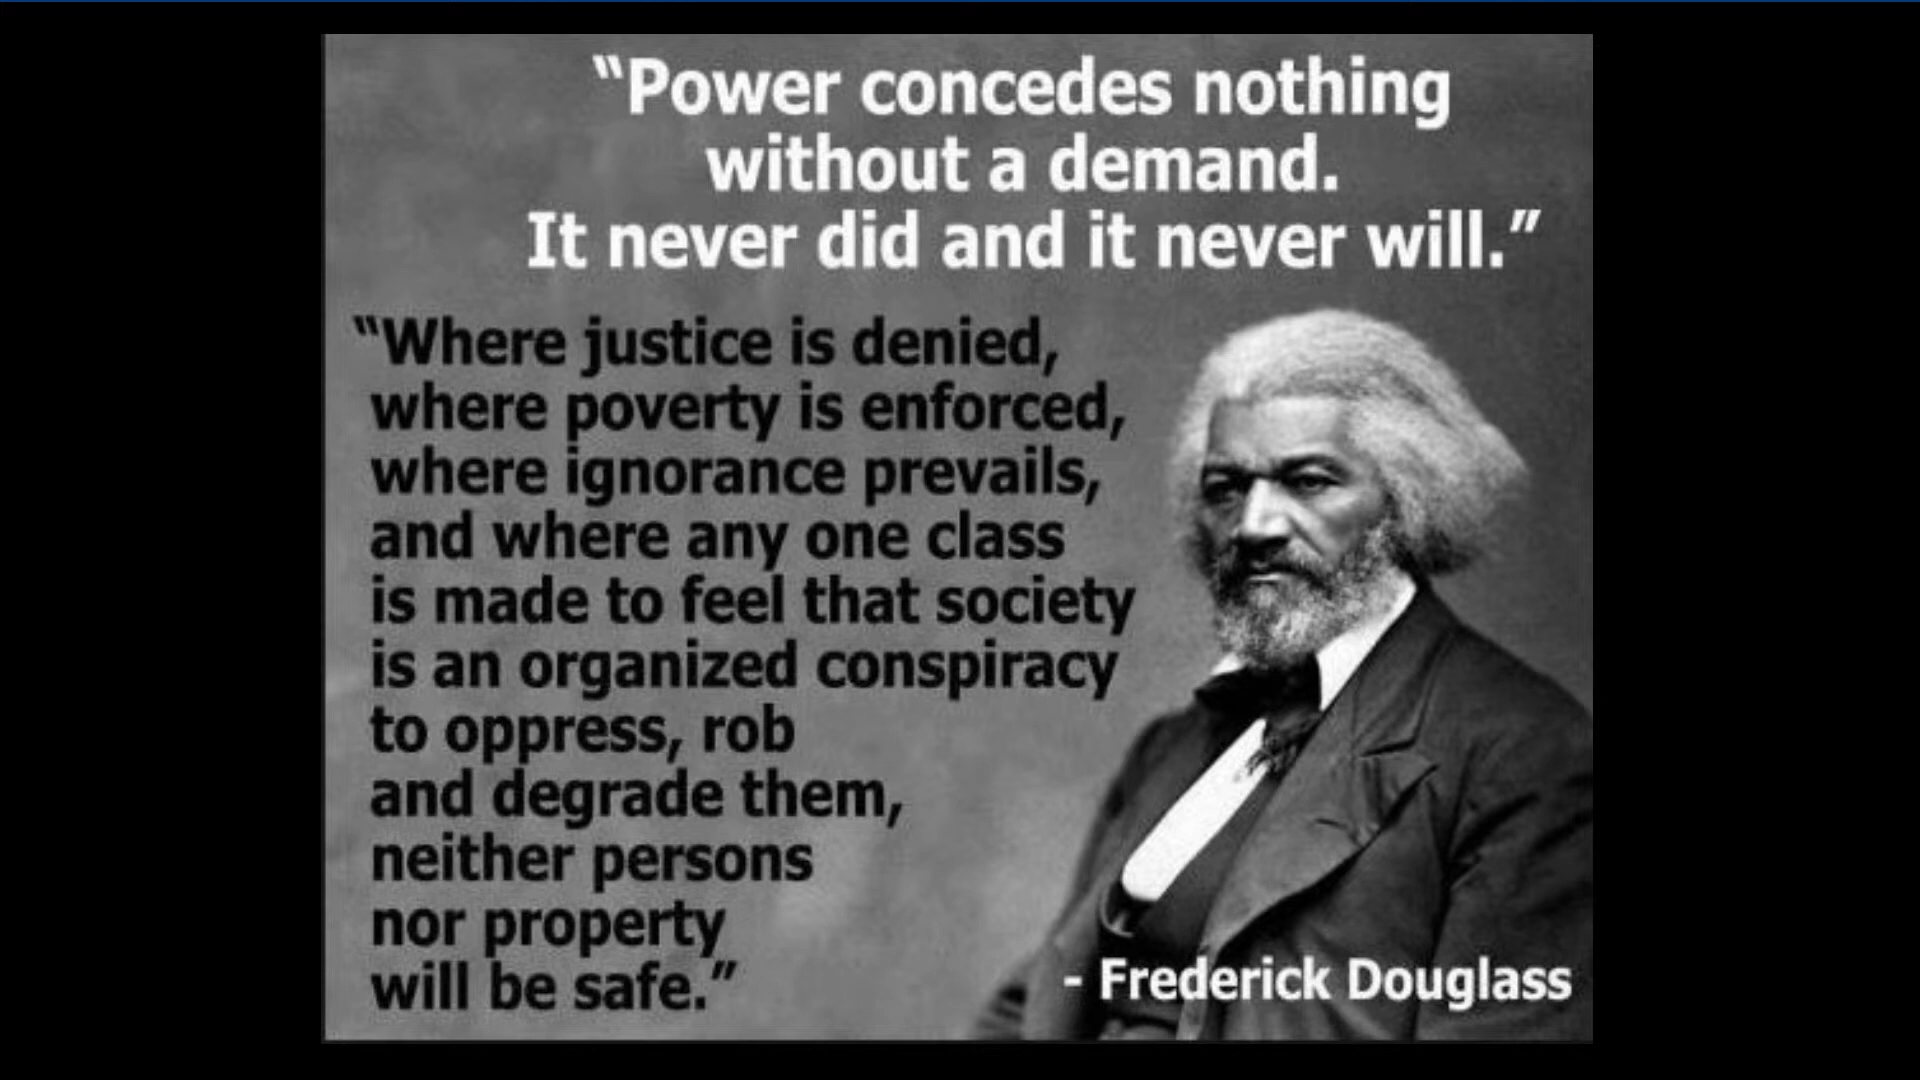 “Power concedes nothing
without a demand.
It never did and it never will.”
“Where justice is denied,
where poverty is enforced,
where ignorance prevails,
and where any one class
is made to feel that society
is an organized conspiracy
to oppress, rob
and degrade them,
neither persons
nor property
will be safe.”
- Frederick Douglass